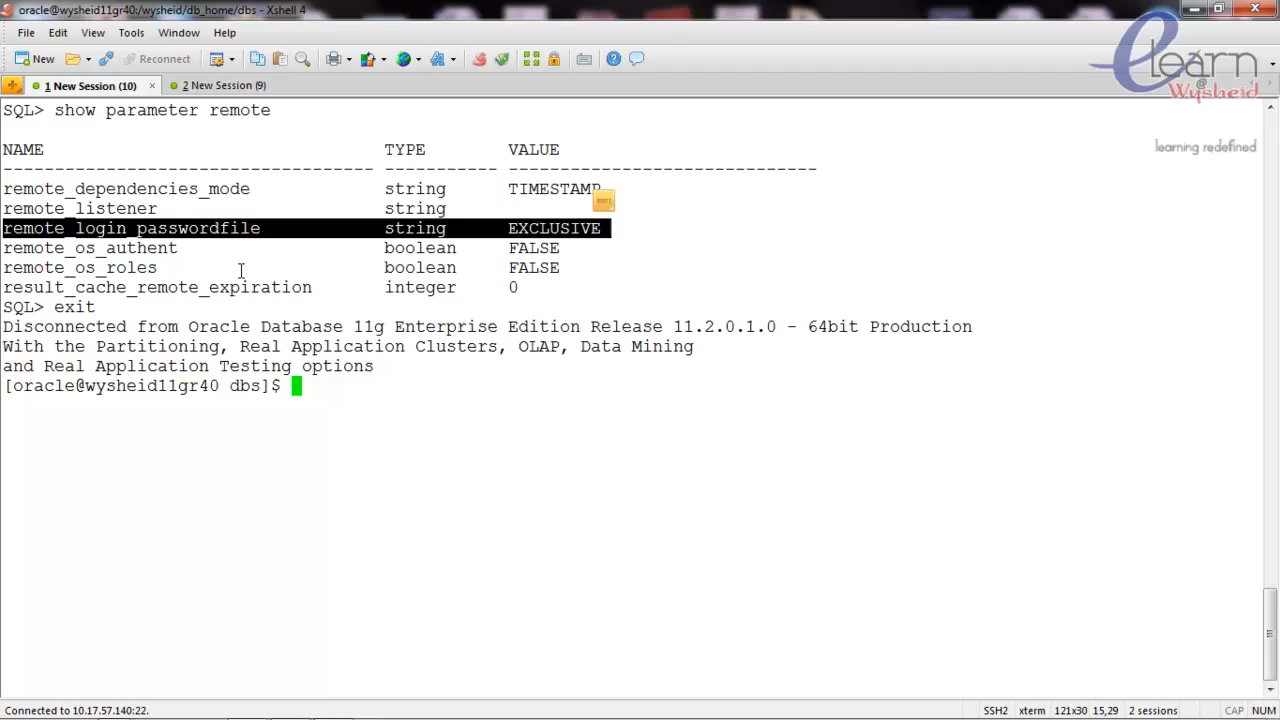 oracle@wysheid11gr40:/wysheid/db_home/dbs - Xshell 4
File Edit View Tools Window Help
New Reconnect
1 New Session (10) × 2 New Session (9)
eLearn
@
Wysheid
learning redefined
SQL> show parameter remote
NAME TYPE VALUE
------------------------------------ ----------- ------------------------------
remote_dependencies_mode string TIMESTAMP
remote_listener string
remote_login_passwordfile string EXCLUSIVE
remote_os_authent boolean FALSE
remote_os_roles boolean FALSE
result_cache_remote_expiration integer 0
SQL> exit
Disconnected from Oracle Database 11g Enterprise Edition Release 11.2.0.1.0 - 64bit Production
With the Partitioning, Real Application Clusters, OLAP, Data Mining
and Real Application Testing options
[oracle@wysheid11gr40 dbs]$
Connected to 10.17.57.140:22. SSH2 xterm 121x30 15,29 2 sessions CAP NUM